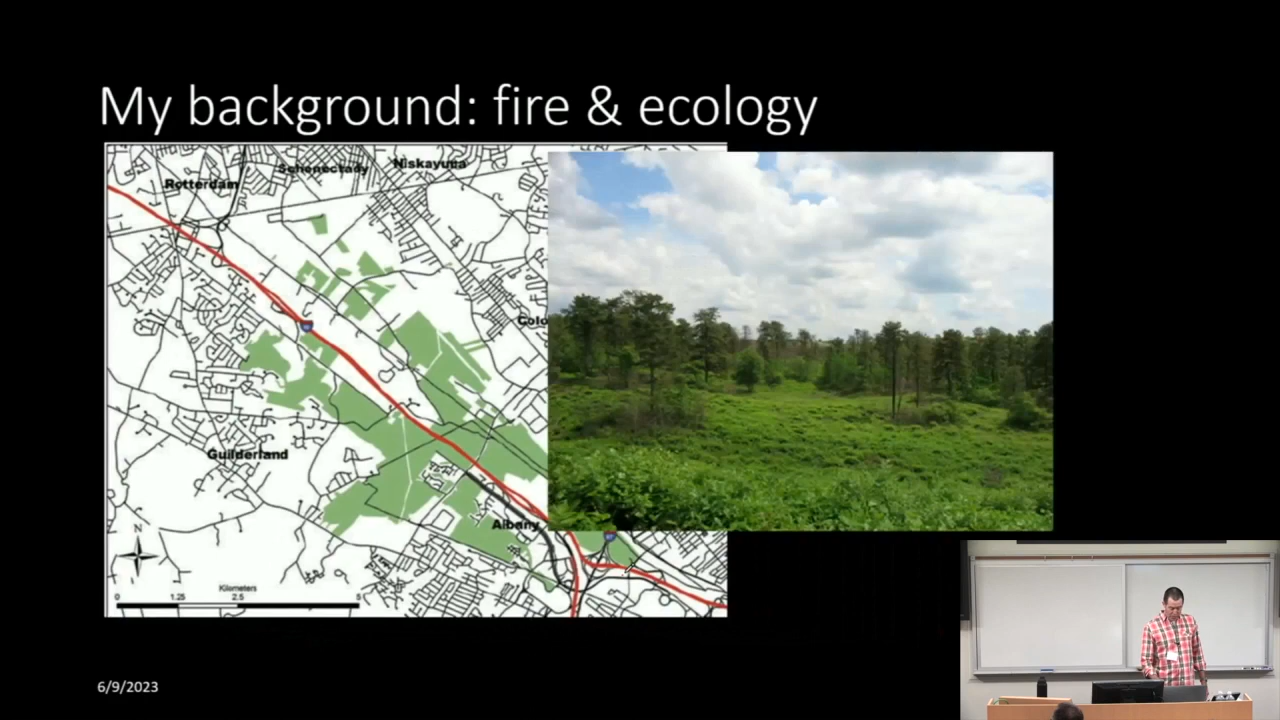 My background: fire & ecology
Schenectady
Niskayuna
Rotterdam
Colo
Guilderland
Albany
N
Kilometers
0 1.25 2.5 5
6/9/2023